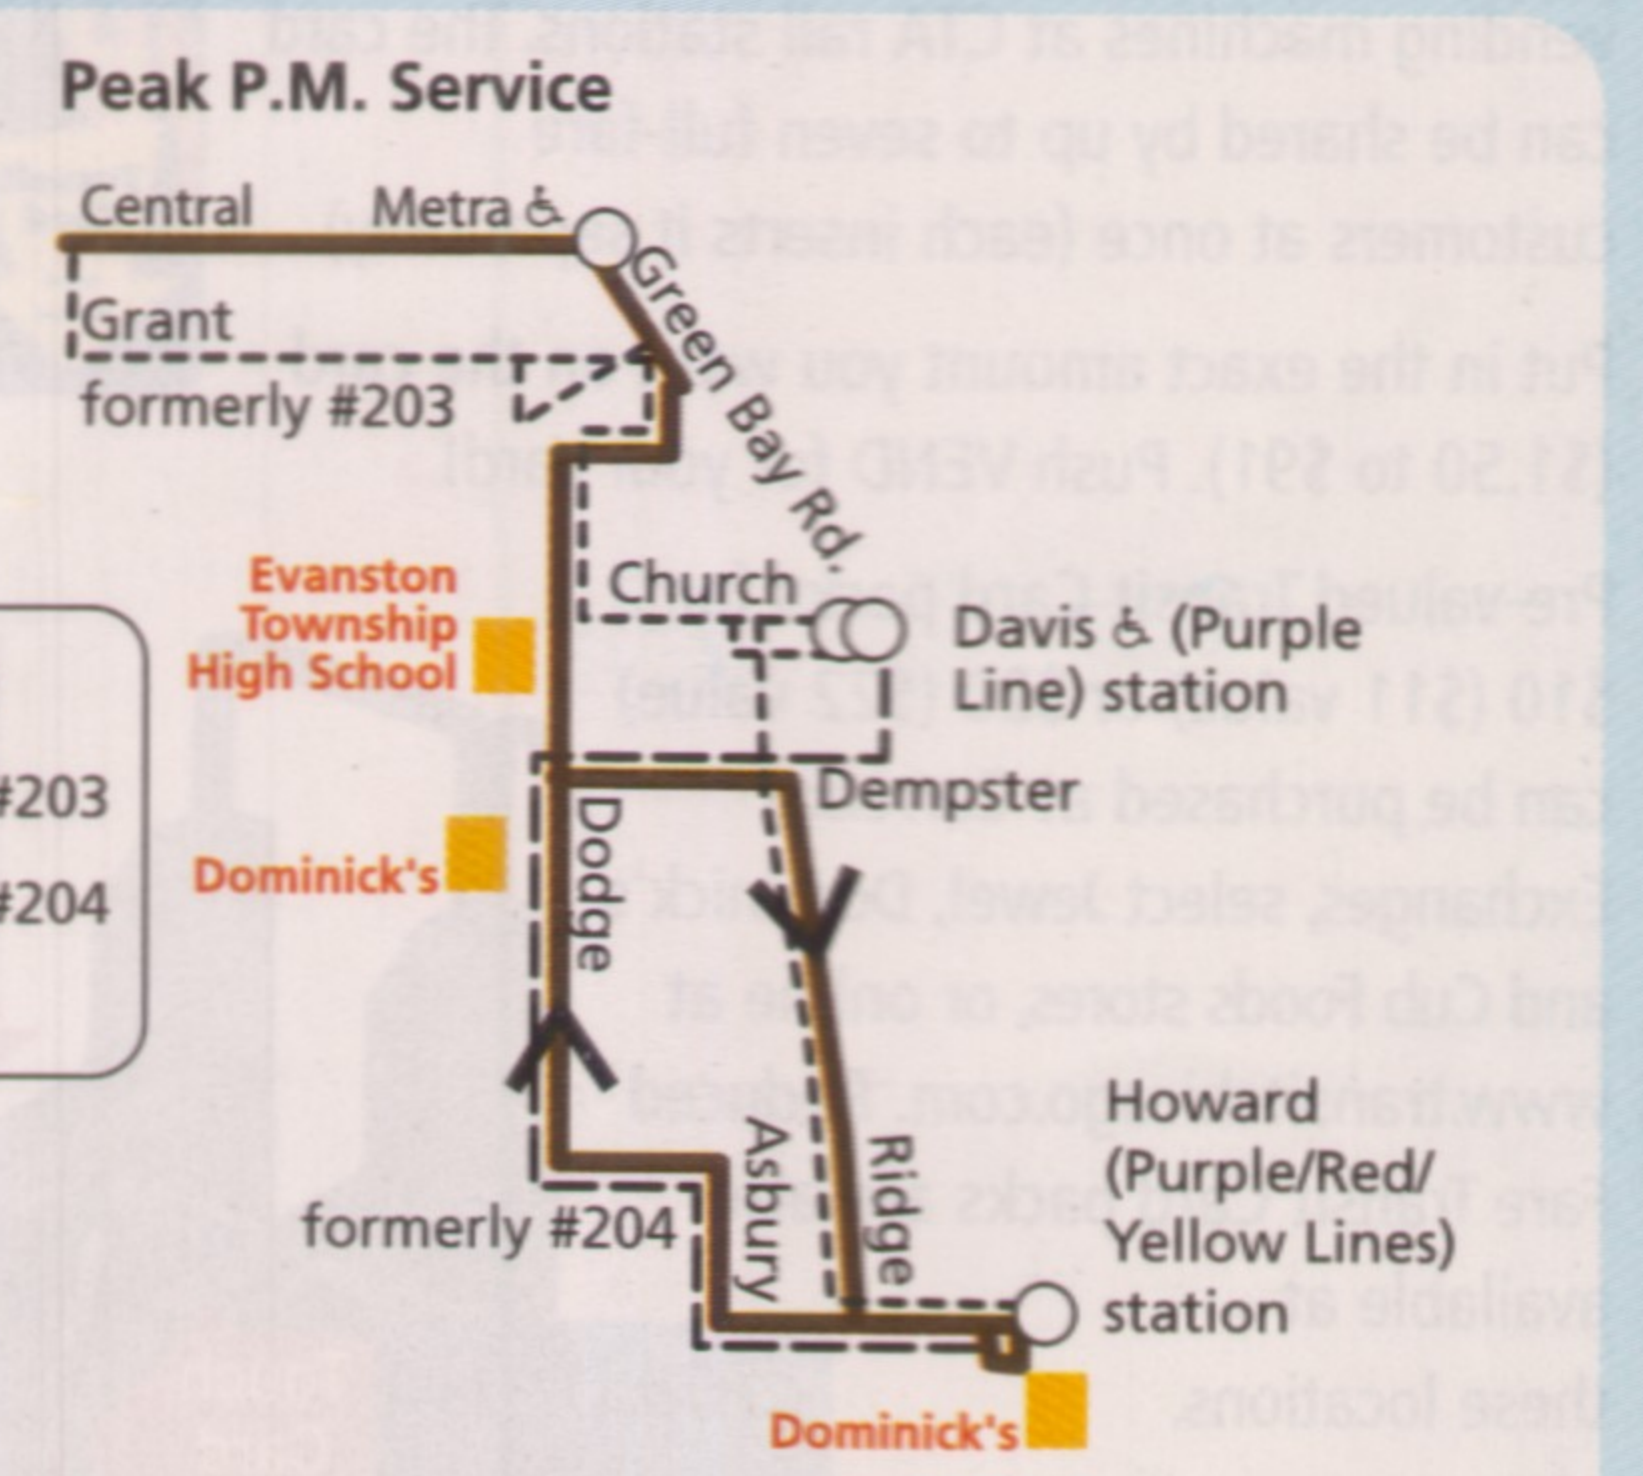 Peak P.M. Service
Central
Metra
Green Bay Rd.
Grant
formerly #203
Evanston
Township
High School
Church
Davis (Purple
Line) station
Dempster
#203
#204
Dominick's
Dodge
Asbury
Ridge
formerly #204
Howard
(Purple/Red/
Yellow Lines)
station
Dominick's